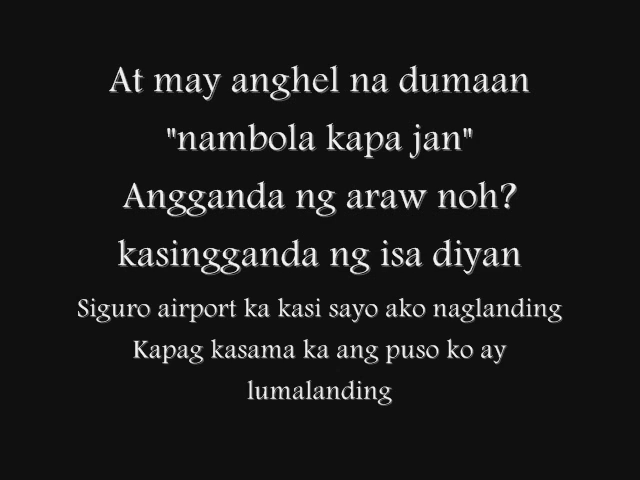 At may anghel na dumaan
"nambola kapa jan"
Angganda ng araw noh?
kasingganda ng isa diyan
Siguro airport ka kasi sayo ako naglanding
Kapag kasama ka ang puso ko ay
lumalanding